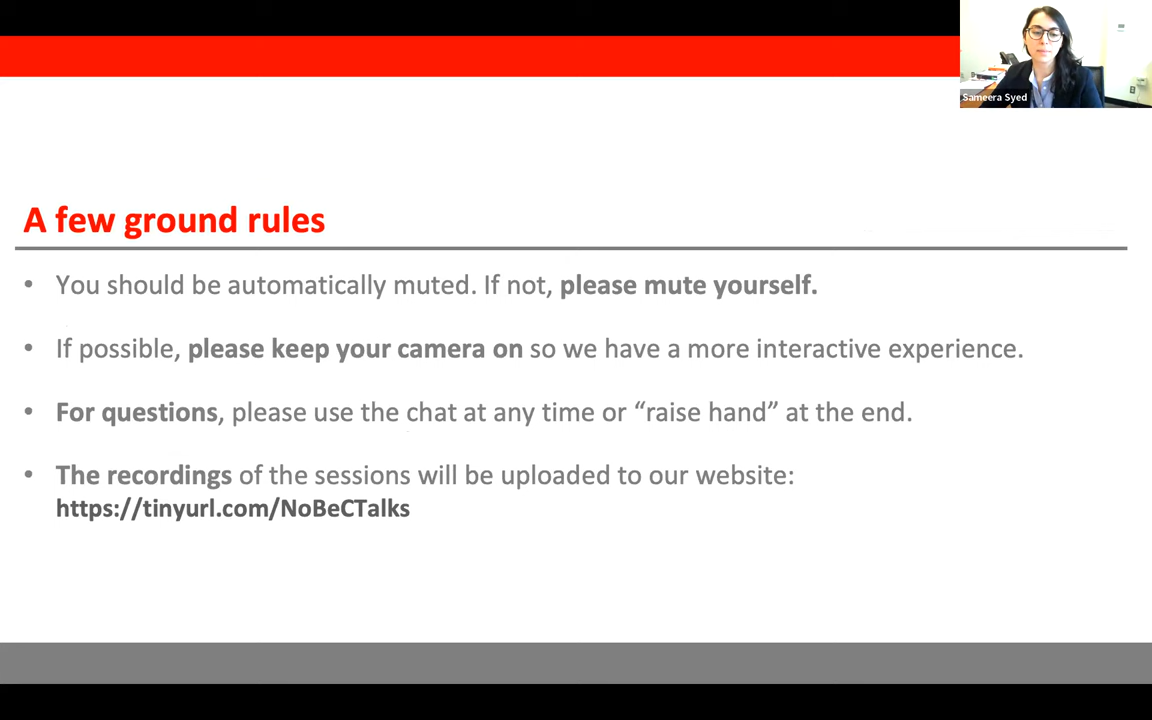 Sameera Syed
A few ground rules
• You should be automatically muted. If not, please mute yourself.
• If possible, please keep your camera on so we have a more interactive experience.
• For questions, please use the chat at any time or “raise hand” at the end.
• The recordings of the sessions will be uploaded to our website:
https://tinyurl.com/NoBeCTalks